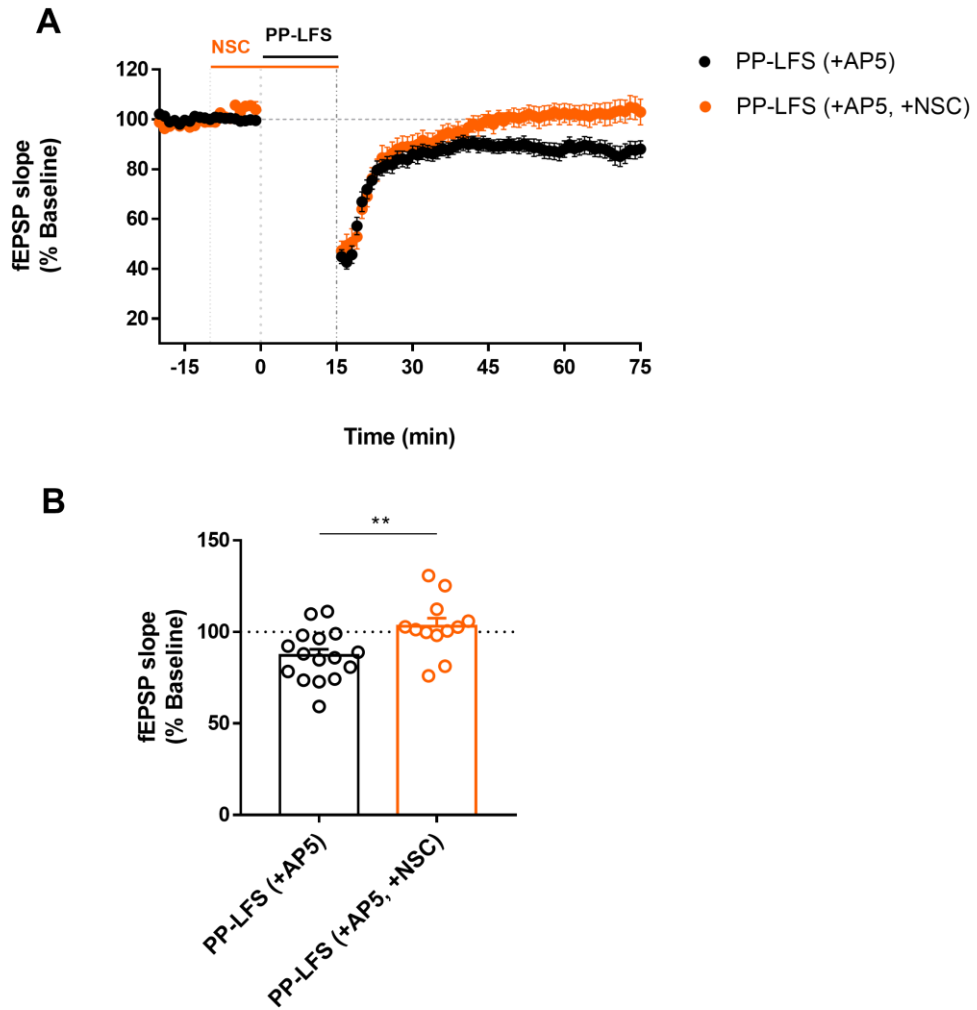 A
NSC
PP-LFS
PP-LFS (+AP5)
PP-LFS (+AP5, +NSC)
fEPSP slope
(% Baseline)
120
100
80
60
40
20
-15
0
15
30
45
60
75
Time (min)
B
**
fEPSP slope
(% Baseline)
150
100
50
0
PP-LFS (+AP5)
PP-LFS (+AP5, +NSC)